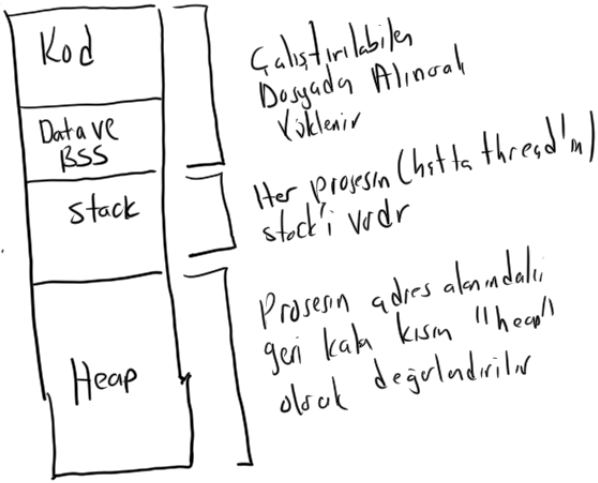 Kod
Data ve
BSS
Stack
Heap
Çalıştırılabilen
Dosyada Alınarak
Yüklenir
Her prosesin (hatta thread'in)
stack'i vardır
Prosesin adres alanındaki
geri kalan kısım "heap"
olarak değerlendirilir